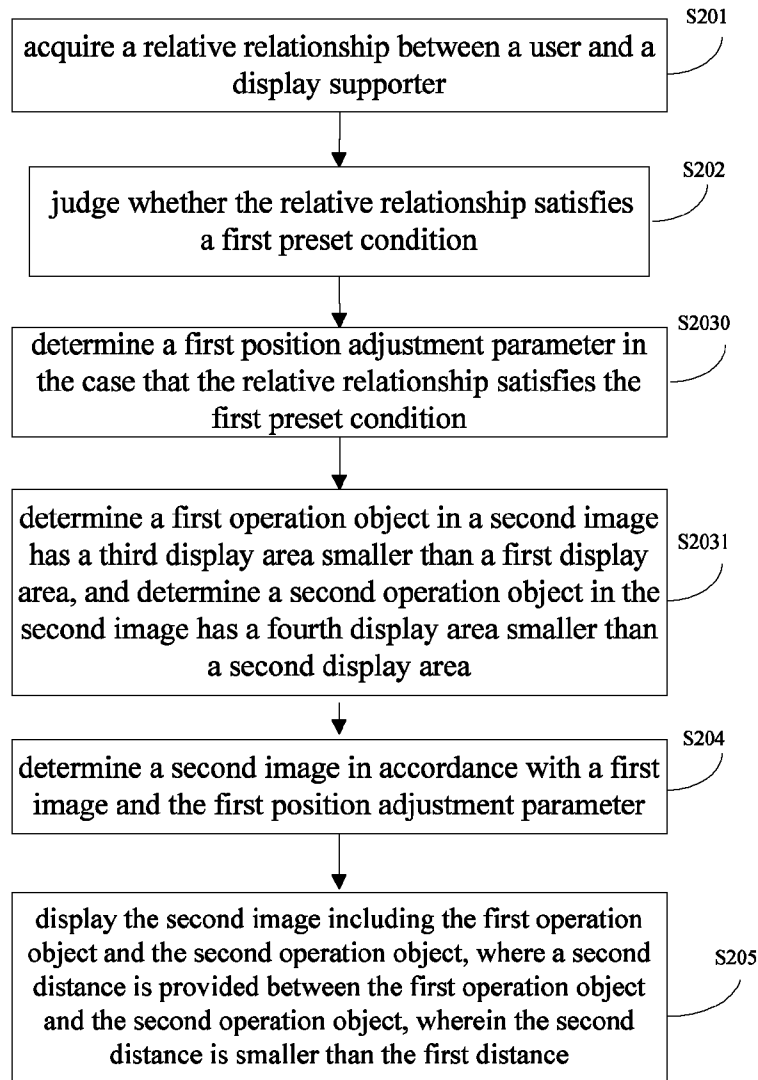 S201
acquire a relative relationship between a user and a
display supporter
S202
judge whether the relative relationship satisfies
a first preset condition
S2030
determine a first position adjustment parameter in
the case that the relative relationship satisfies the
first preset condition
S2031
determine a first operation object in a second image
has a third display area smaller than a first display
area, and determine a second operation object in the
second image has a fourth display area smaller than
a second display area
S204
determine a second image in accordance with a first
image and the first position adjustment parameter
S205
display the second image including the first operation
object and the second operation object, where a second
distance is provided between the first operation object
and the second operation object, wherein the second
distance is smaller than the first distance